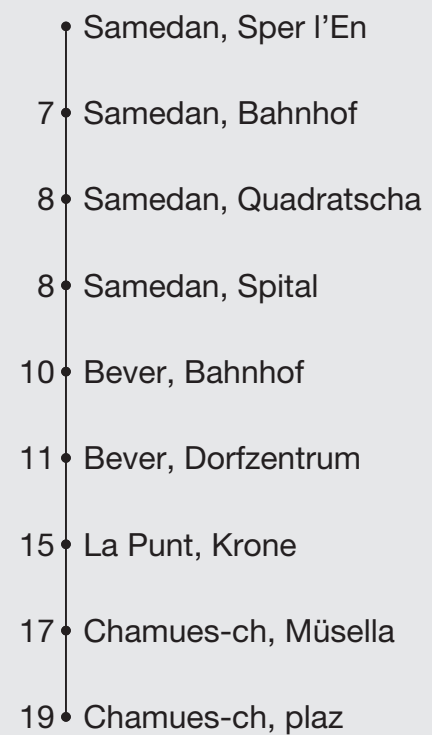 Samedan, Sper l’En
7 Samedan, Bahnhof
8 Samedan, Quadratscha
8 Samedan, Spital
10 Bever, Bahnhof
11 Bever, Dorfzentrum
15 La Punt, Krone
17 Chamues-ch, Müsella
19 Chamues-ch, plaz